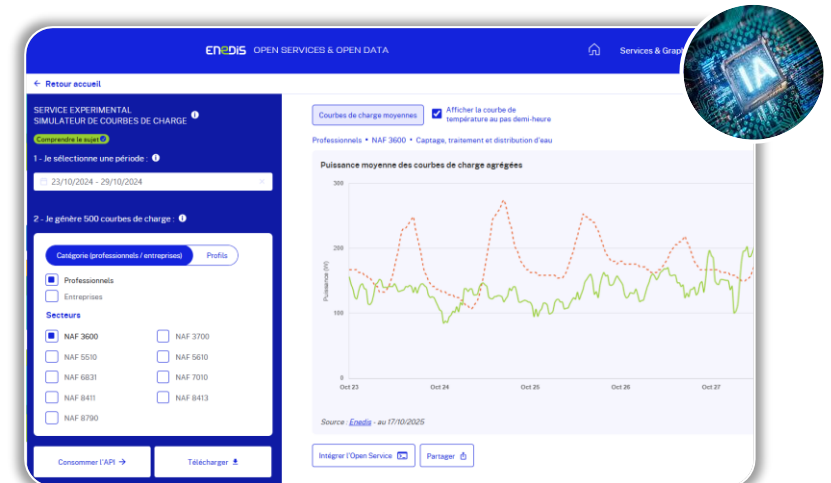 ENEDIS OPEN SERVICES & OPEN DATA
Services &
IA
← Retour accueil
SERVICE EXPERIMENTAL
SIMULATEUR DE COURBES DE CHARGE
Comprendre le sujet
1 - Je sélectionne une période :
23/10/2024 - 29/10/2024
2 - Je génère 500 courbes de charge :
Catégorie (professionnels / entreprises) Profils
Professionnels
Entreprises
Secteurs
NAF 3600 NAF 3700
NAF 5510 NAF 5610
NAF 6831 NAF 7010
NAF 8411 NAF 8413
NAF 8790
Consommer l'API → Télécharger
Courbes de charge moyennes
Afficher la courbe de
température au pas demi-heure
Professionnels • NAF 3600 • Captage, traitement et distribution d'eau
Puissance moyenne des courbes de charge agrégées
300
200
100
0
Puissance (W)
Oct 23 Oct 24 Oct 25 Oct 26 Oct 27
Source : Enedis - au 17/10/2025
Intégrer l'Open Service Partager